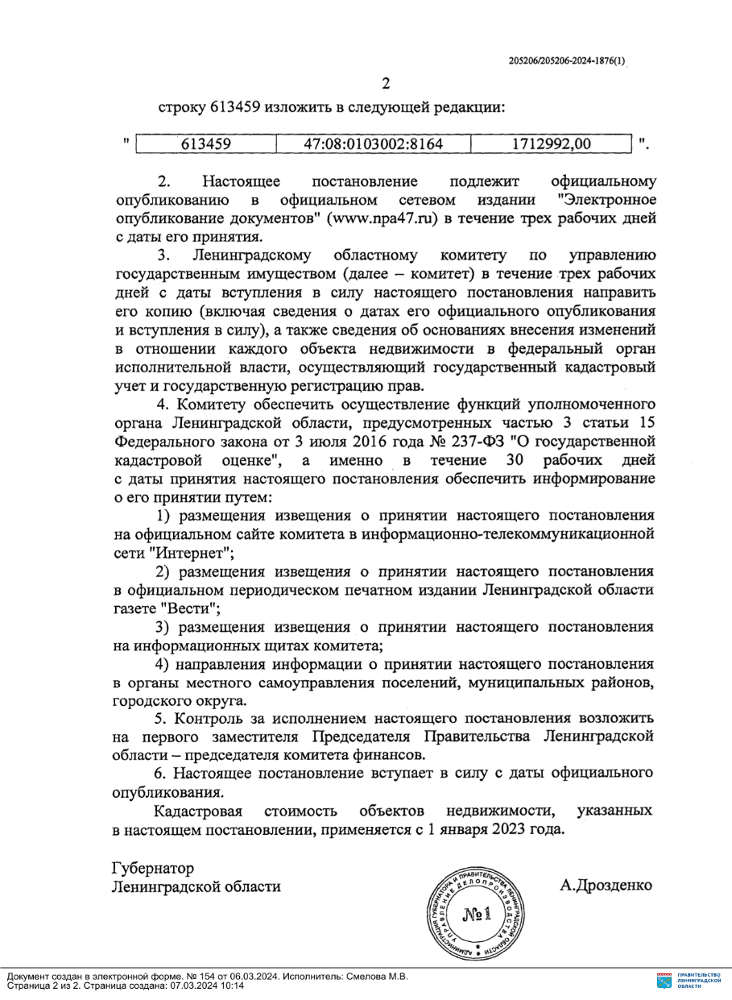 205206/205206-2024-1876(1)
2
строку 613459 изложить в следующей редакции:
" 613459 47:08:0103002:8164 1712992,00 ".
2. Настоящее постановление подлежит официальному
опубликованию в официальном сетевом издании "Электронное
опубликование документов" (www.npa47.ru) в течение трех рабочих дней
с даты его принятия.
3. Ленинградскому областному комитету по управлению
государственным имуществом (далее – комитет) в течение трех рабочих
дней с даты вступления в силу настоящего постановления направить
его копию (включая сведения о датах его официального опубликования
и вступления в силу), а также сведения об основаниях внесения изменений
в отношении каждого объекта недвижимости в федеральный орган
исполнительной власти, осуществляющий государственный кадастровый
учет и государственную регистрацию прав.
4. Комитету обеспечить осуществление функций уполномоченного
органа Ленинградской области, предусмотренных частью 3 статьи 15
Федерального закона от 3 июля 2016 года № 237-ФЗ "О государственной
кадастровой оценке", а именно в течение 30 рабочих дней
с даты принятия настоящего постановления обеспечить информирование
о его принятии путем:
1) размещения извещения о принятии настоящего постановления
на официальном сайте комитета в информационно-телекоммуникационной
сети "Интернет";
2) размещения извещения о принятии настоящего постановления
в официальном периодическом печатном издании Ленинградской области
газете "Вести";
3) размещения извещения о принятии настоящего постановления
на информационных щитах комитета;
4) направления информации о принятии настоящего постановления
в органы местного самоуправления поселений, муниципальных районов,
городского округа.
5. Контроль за исполнением настоящего постановления возложить
на первого заместителя Председателя Правительства Ленинградской
области – председателя комитета финансов.
6. Настоящее постановление вступает в силу с даты официального
опубликования.
Кадастровая стоимость объектов недвижимости, указанных
в настоящем постановлении, применяется с 1 января 2023 года.
Губернатор
Ленинградской области
А.Дрозденко
АДМИНИСТРАЦИЯ ГУБЕРНАТОРА И ПРАВИТЕЛЬСТВА ЛЕНИНГРАДСКОЙ ОБЛАСТИ
УПРАВЛЕНИЕ ДЕЛОПРОИЗВОДСТВА
№1
Документ создан в электронной форме. № 154 от 06.03.2024. Исполнитель: Смелова М.В.
Страница 2 из 2. Страница создана: 07.03.2024 10:14
ПРАВИТЕЛЬСТВО
ЛЕНИНГРАДСКОЙ
ОБЛАСТИ